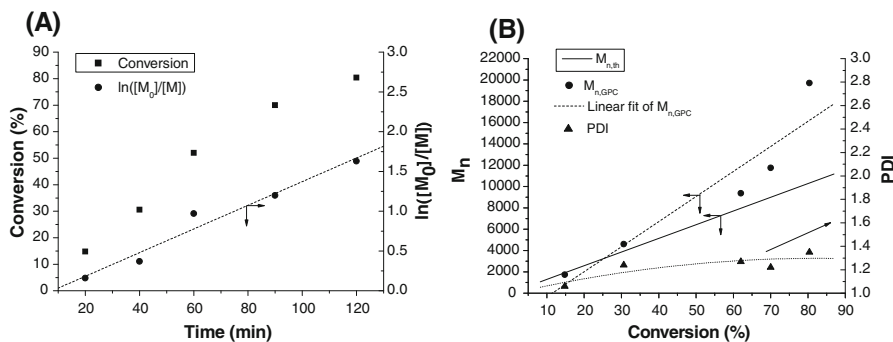 (A)
Conversion
ln([M₀]/[M])
90
80
70
60
50
40
30
20
10
0
Conversion (%)
3.0
2.5
2.0
1.5
1.0
0.5
0.0
ln([M₀]/[M])
20 40 60 80 100 120
Time (min)
(B)
Mn,th
Mn,GPC
Linear fit of Mn,GPC
PDI
22000
20000
18000
16000
14000
12000
10000
8000
6000
4000
2000
0
Mn
3.0
2.8
2.6
2.4
2.2
2.0
1.8
1.6
1.4
1.2
1.0
PDI
10 20 30 40 50 60 70 80 90
Conversion (%)